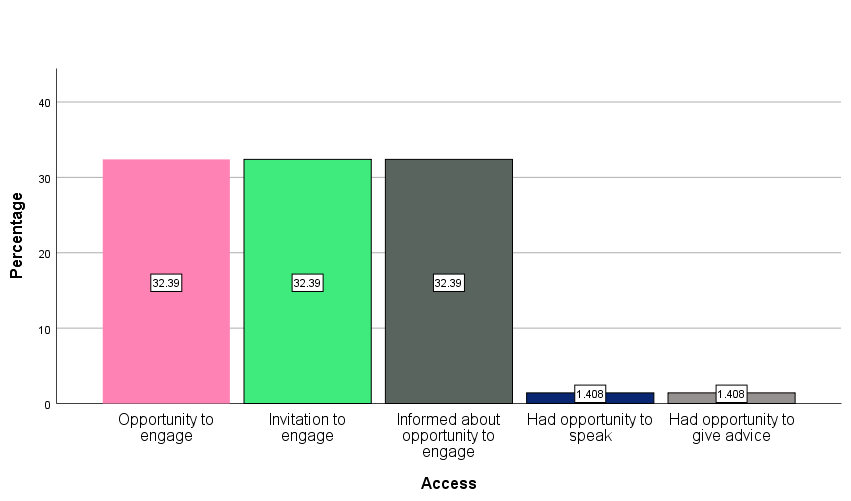 40
30
20
10
0
Percentage
32.39
32.39
32.39
1.408
1.408
Opportunity to
engage
Invitation to
engage
Informed about
opportunity to
engage
Had opportunity to
speak
Had opportunity to
give advice
Access